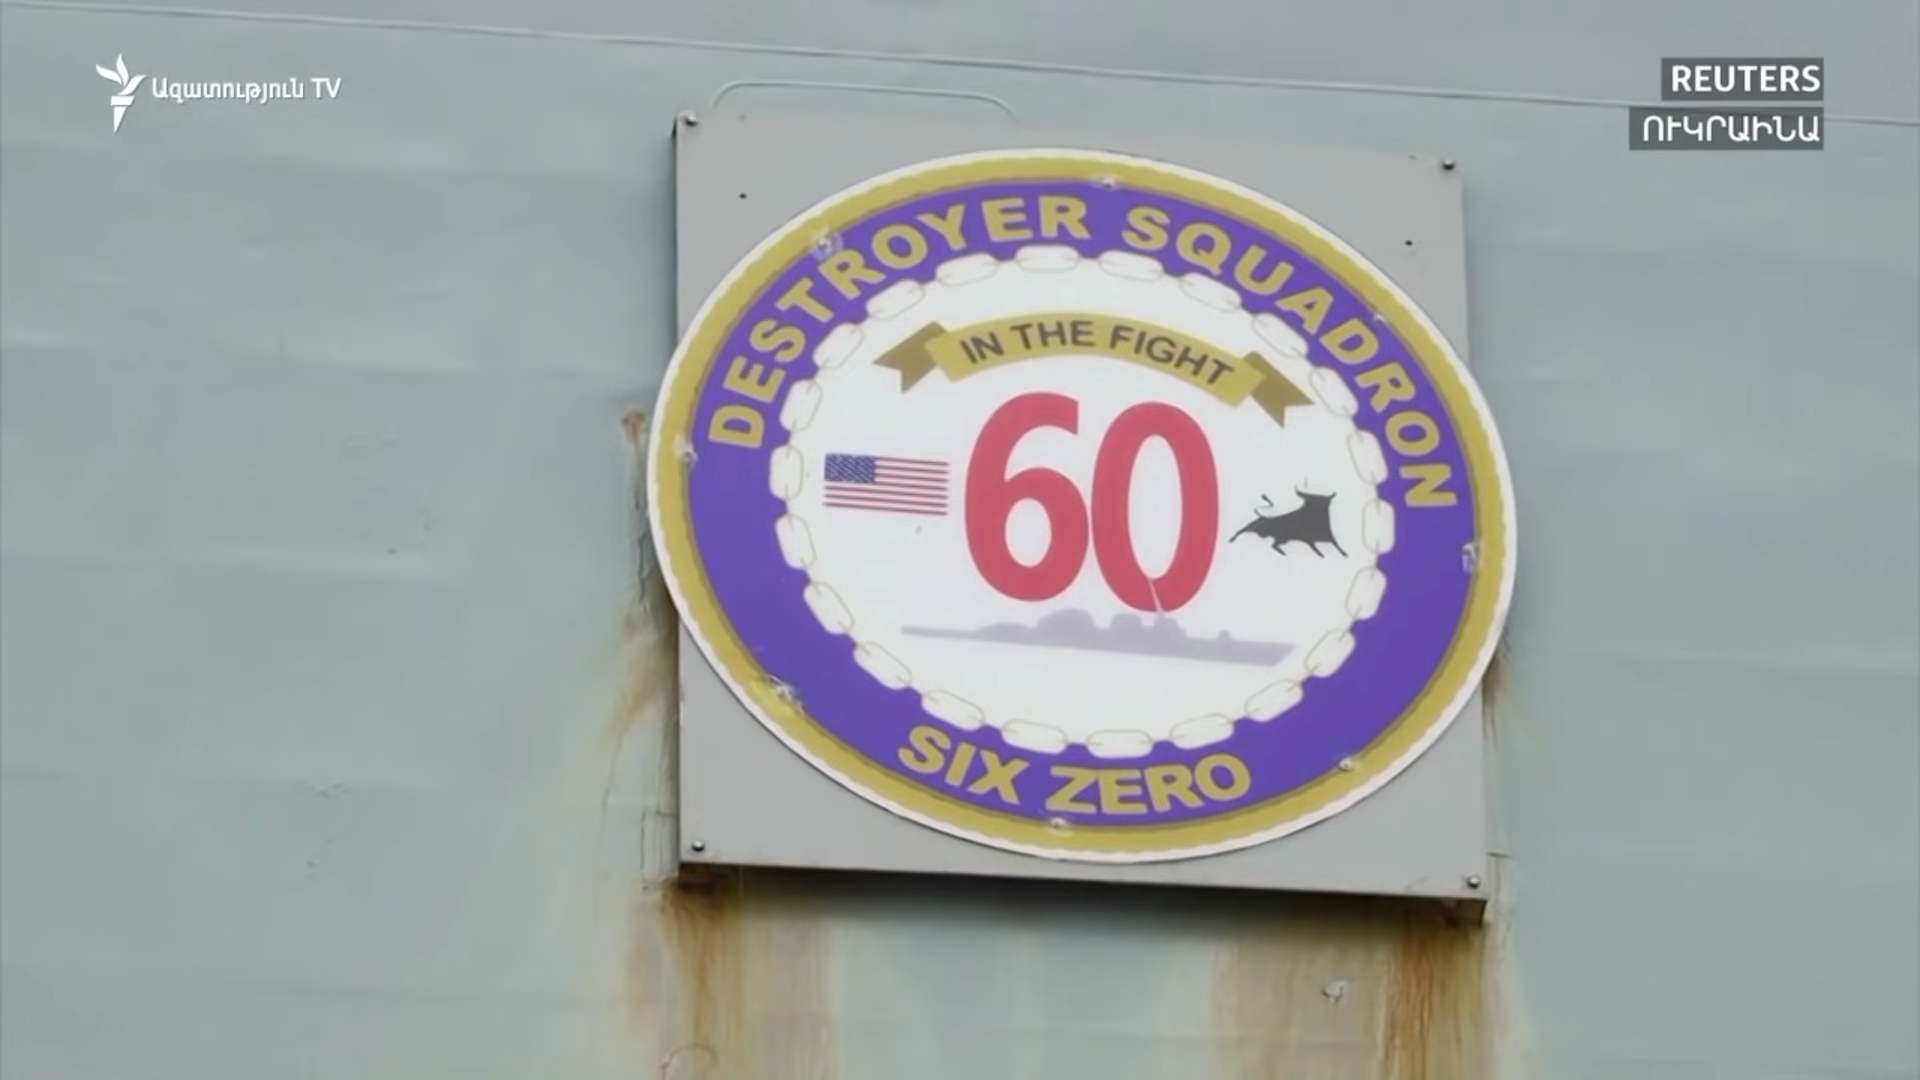 Ազատություն TV
REUTERS
ՈՒԿՐԱԻՆԱ
DESTROYER SQUADRON
IN THE FIGHT
60
SIX ZERO